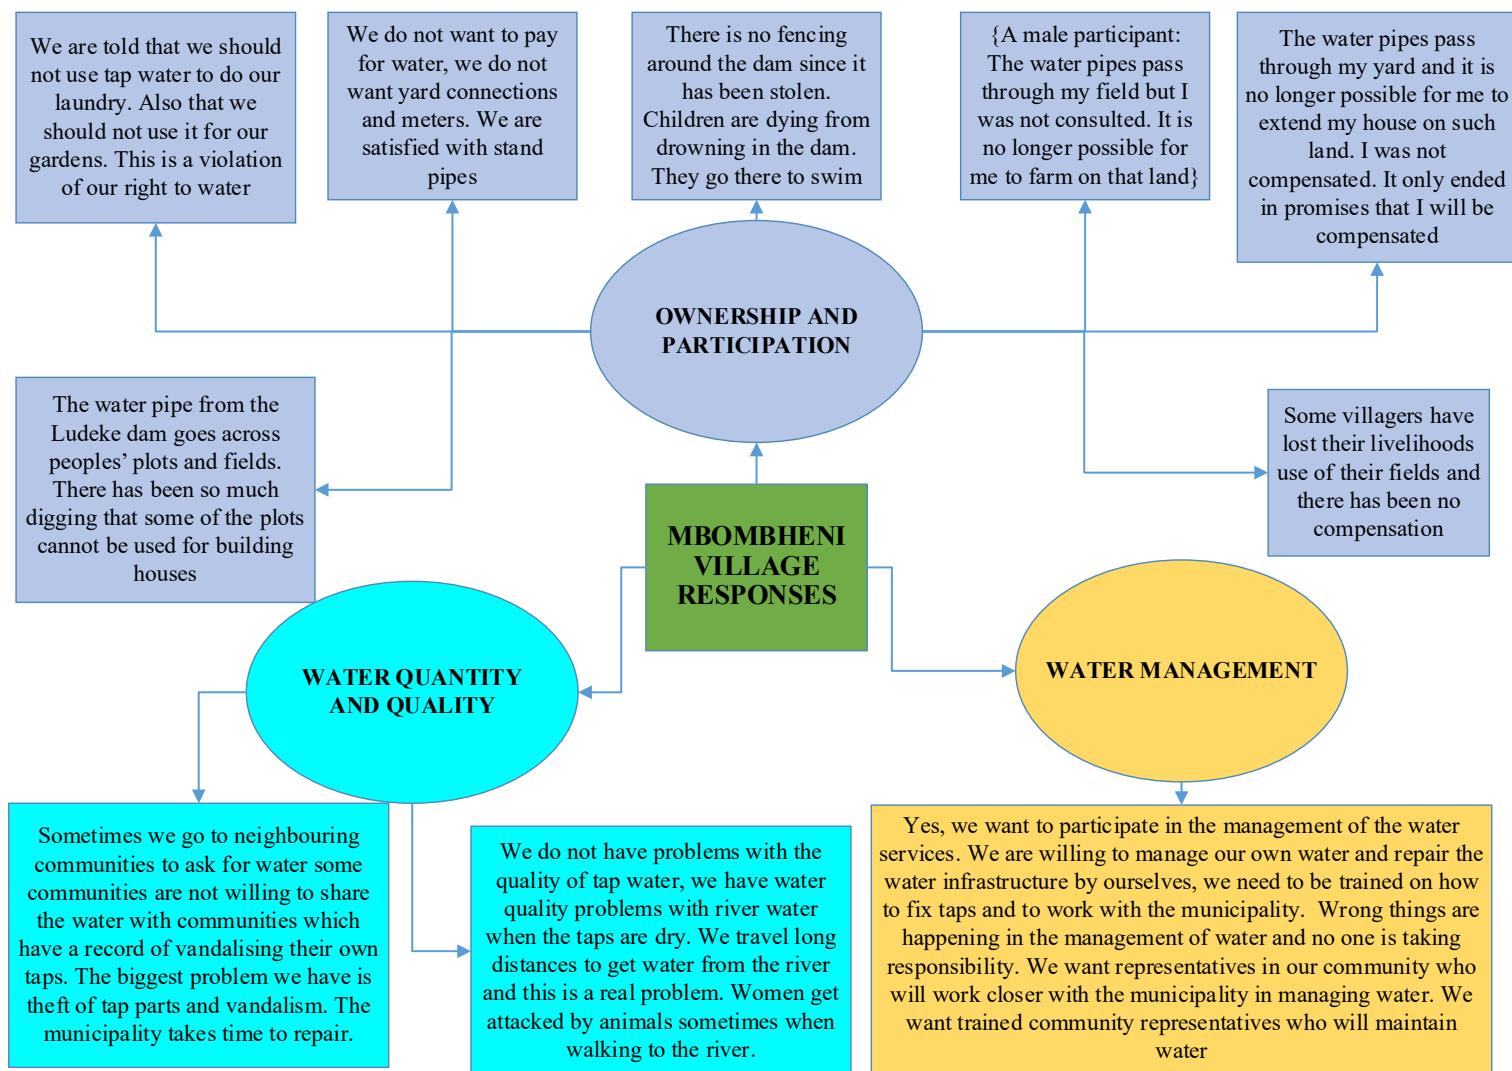 We are told that we should
not use tap water to do our
laundry. Also that we
should not use it for our
gardens. This is a violation
of our right to water
We do not want to pay
for water, we do not
want yard connections
and meters. We are
satisfied with stand
pipes
There is no fencing
around the dam since it
has been stolen.
Children are dying from
drowning in the dam.
They go there to swim
{A male participant:
The water pipes pass
through my field but I
was not consulted. It is
no longer possible for
me to farm on that land}
The water pipes pass
through my yard and it is
no longer possible for me to
extend my house on such
land. I was not
compensated. It only ended
in promises that I will be
compensated
OWNERSHIP AND
PARTICIPATION
The water pipe from the
Ludeke dam goes across
peoples’ plots and fields.
There has been so much
digging that some of the plots
cannot be used for building
houses
Some villagers have
lost their livelihoods
use of their fields and
there has been no
compensation
MBOMBHENI
VILLAGE
RESPONSES
WATER QUANTITY
AND QUALITY
WATER MANAGEMENT
Sometimes we go to neighbouring
communities to ask for water some
communities are not willing to share
the water with communities which
have a record of vandalising their own
taps. The biggest problem we have is
theft of tap parts and vandalism. The
municipality takes time to repair.
We do not have problems with the
quality of tap water, we have water
quality problems with river water
when the taps are dry. We travel long
distances to get water from the river
and this is a real problem. Women get
attacked by animals sometimes when
walking to the river.
Yes, we want to participate in the management of the water
services. We are willing to manage our own water and repair the
water infrastructure by ourselves, we need to be trained on how
to fix taps and to work with the municipality.  Wrong things are
happening in the management of water and no one is taking
responsibility. We want representatives in our community who
will work closer with the municipality in managing water. We
want trained community representatives who will maintain
water